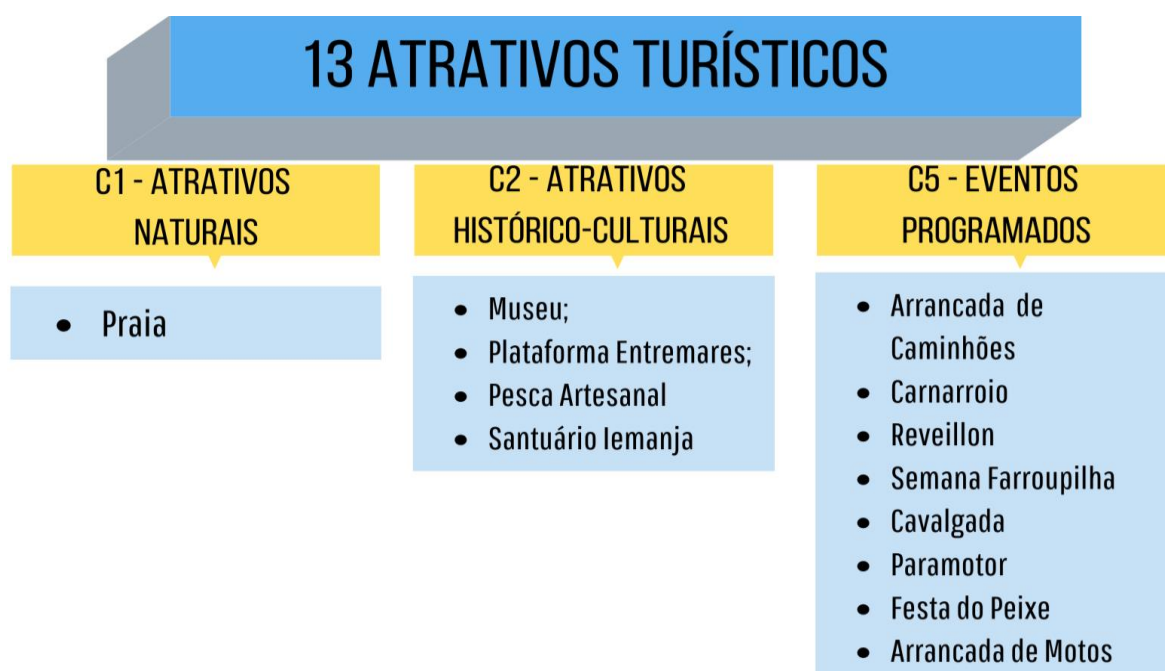 13 ATRATIVOS TURÍSTICOS
C1 - ATRATIVOS
NATURAIS
• Praia
C2 - ATRATIVOS
HISTÓRICO-CULTURAIS
• Museu;
• Plataforma Entremares;
• Pesca Artesanal
• Santuário Iemanja
C5 - EVENTOS
PROGRAMADOS
• Arrancada de
Caminhões
• Carnarroio
• Reveillon
• Semana Farroupilha
• Cavalgada
• Paramotor
• Festa do Peixe
• Arrancada de Motos